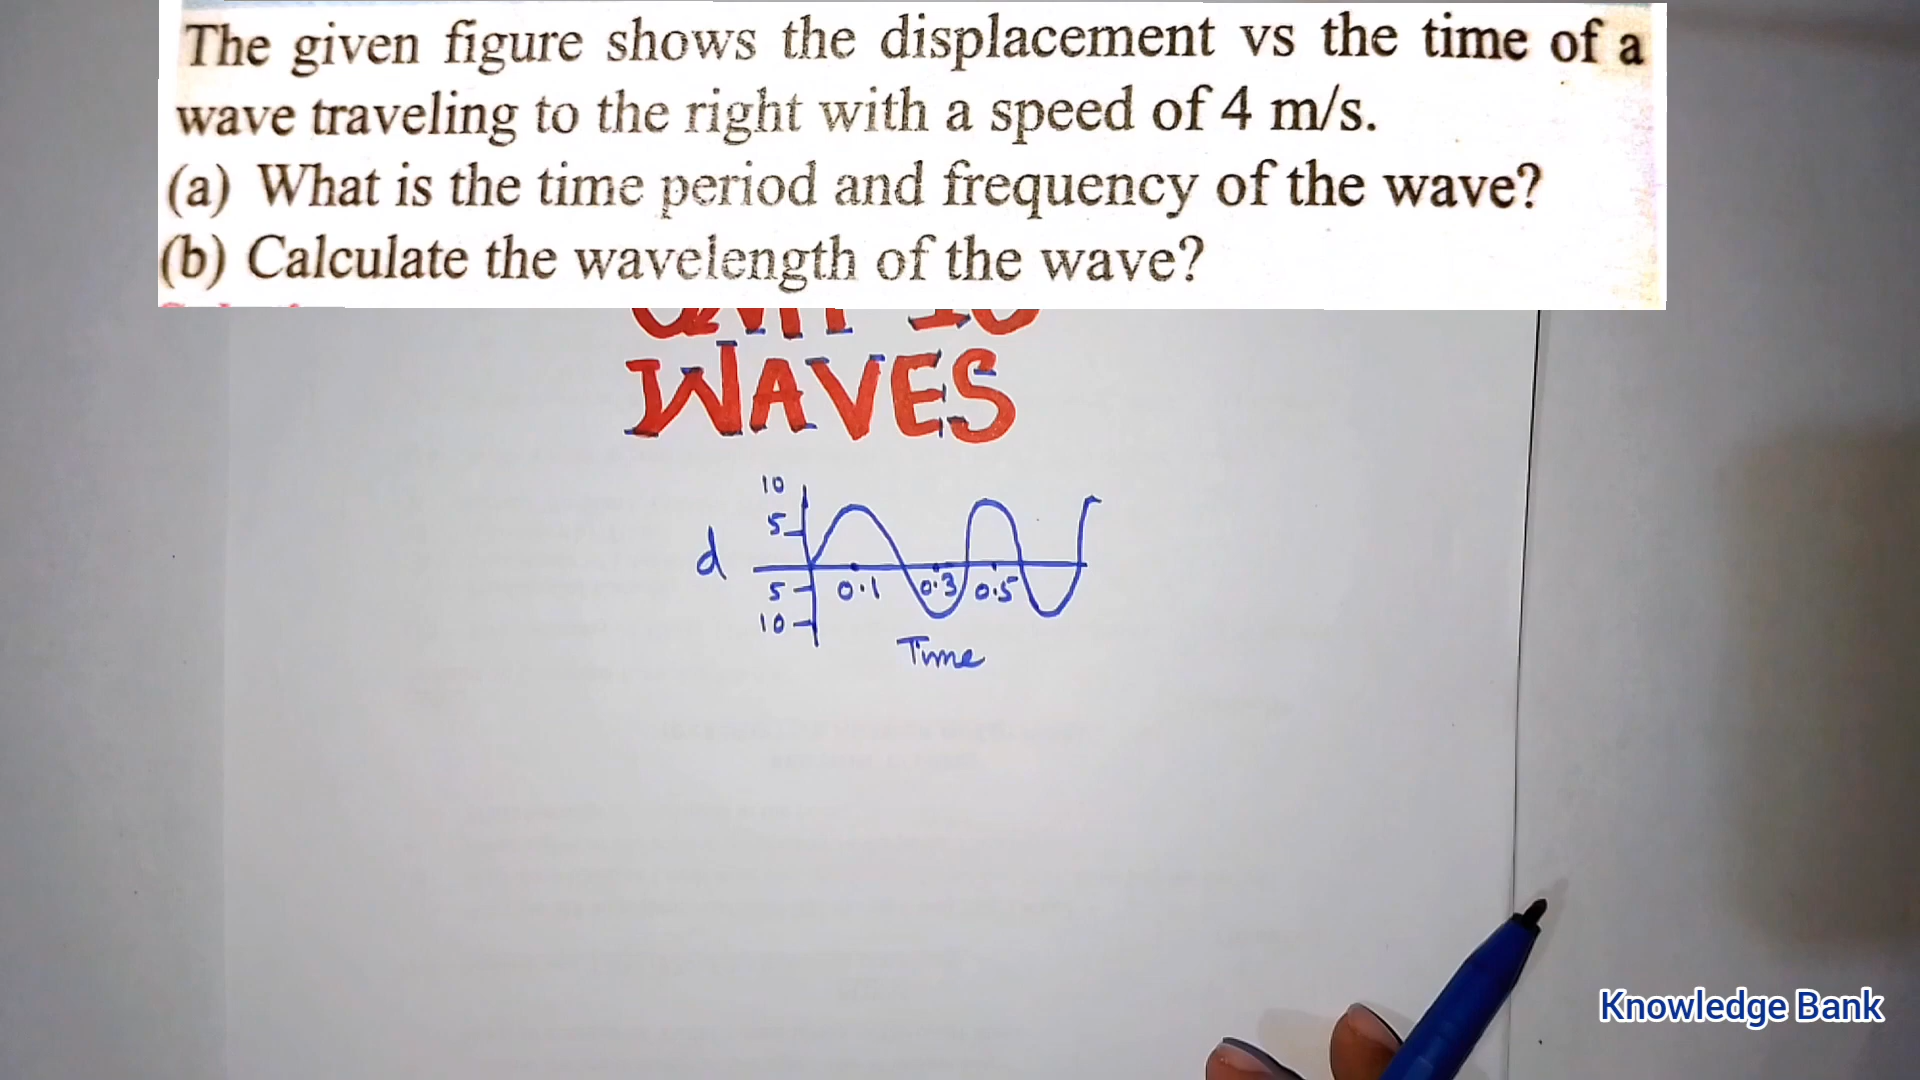 The given figure shows the displacement vs the time of a
wave traveling to the right with a speed of 4 m/s.
(a) What is the time period and frequency of the wave?
(b) Calculate the wavelength of the wave?
WAVES
10
5
d
5
10
0.1
0.3
0.5
Time
Knowledge Bank